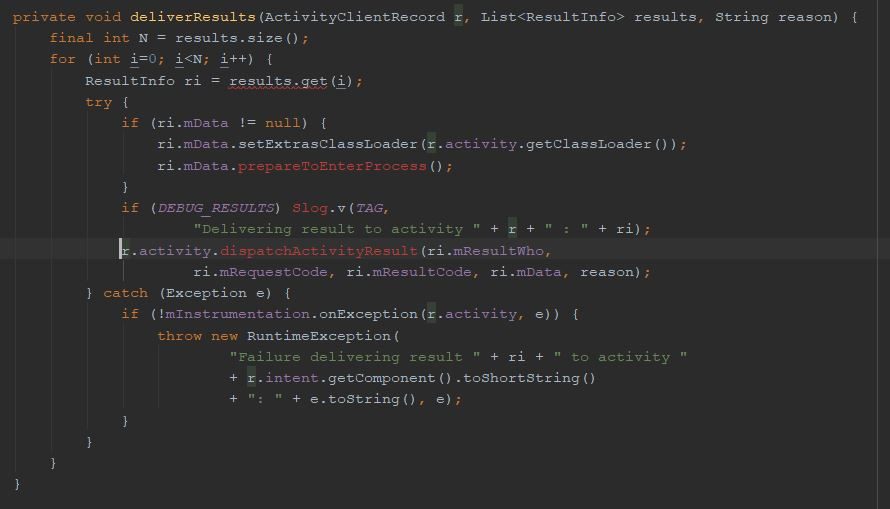 private void deliverResults(ActivityClientRecord r, List<ResultInfo> results, String reason) {
    final int N = results.size();
    for (int i=0; i<N; i++) {
        ResultInfo ri = results.get(i);
        try {
            if (ri.mData != null) {
                ri.mData.setExtrasClassLoader(r.activity.getClassLoader());
                ri.mData.prepareToEnterProcess();
            }
            if (DEBUG_RESULTS) Slog.v(TAG,
                    "Delivering result to activity " + r + " : " + ri);
            r.activity.dispatchActivityResult(ri.mResultWho,
                    ri.mRequestCode, ri.mResultCode, ri.mData, reason);
        } catch (Exception e) {
            if (!mInstrumentation.onException(r.activity, e)) {
                throw new RuntimeException(
                        "Failure delivering result " + ri + " to activity "
                        + r.intent.getComponent().toShortString()
                        + ": " + e.toString(), e);
            }
        }
    }
}